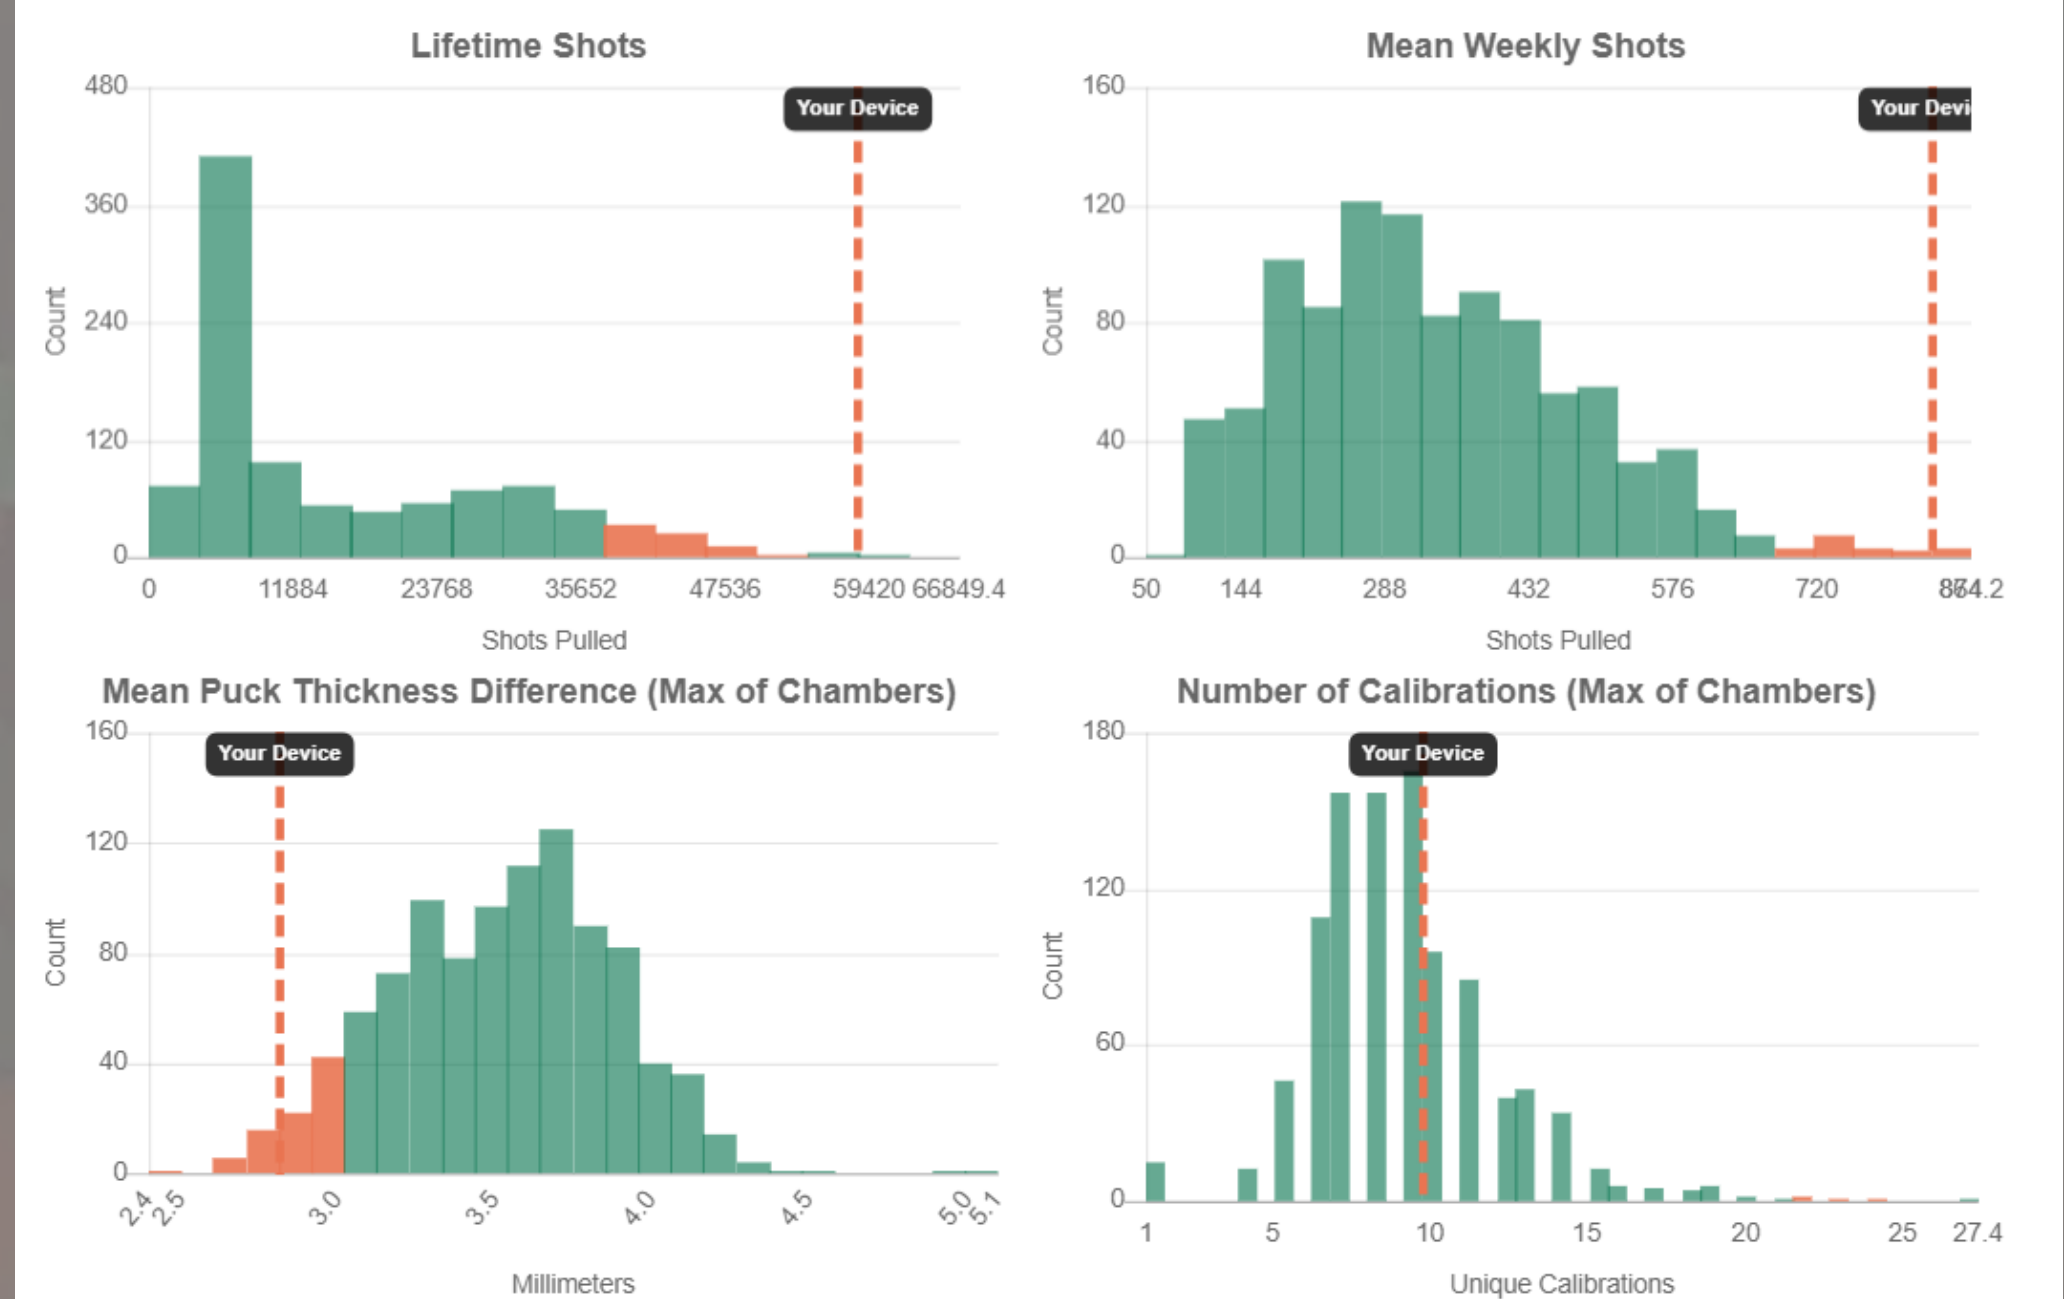 Lifetime Shots
480
Your Device
360
Count
240
120
0
0 11884 23768 35652 47536 59420 66849.4
Shots Pulled
Mean Weekly Shots
160
Your Devi
120
Count
80
40
0
50 144 288 432 576 720
Shots Pulled
Mean Puck Thickness Difference (Max of Chambers)
160
Your Device
120
Count
80
40
0
2.4 2.5 3.0 3.5 4.0 4.5 5.0 5.1
Millimeters
Number of Calibrations (Max of Chambers)
180
Your Device
120
Count
60
0
1 5 10 15 20 25 27.4
Unique Calibrations